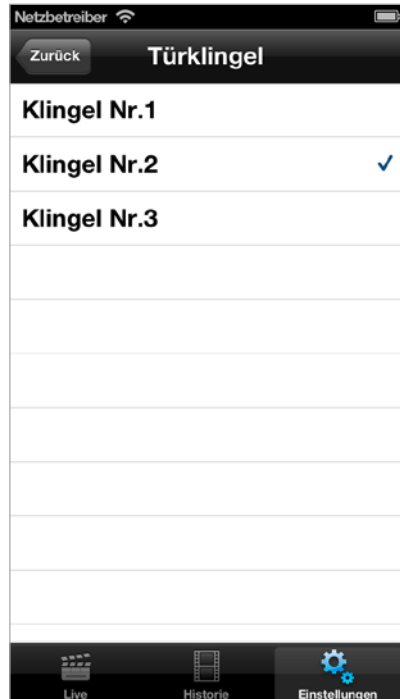 Netzbetreiber
Zurück
Türklingel
Klingel Nr.1
Klingel Nr.2
Klingel Nr.3
Live
Historie
Einstellungen